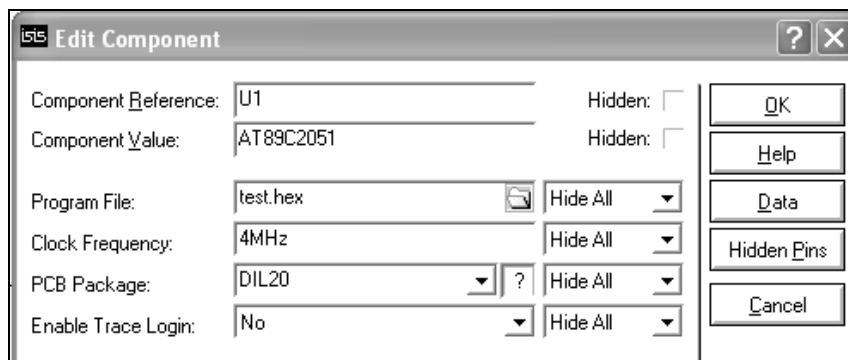 isis Edit Component ? X
Component Reference: U1 Hidden: OK
Component Value: AT89C2051 Hidden: Help
Program File: test.hex Hide All Data
Clock Frequency: 4MHz Hide All Hidden Pins
PCB Package: DIL20 ? Hide All Cancel
Enable Trace Login: No Hide All